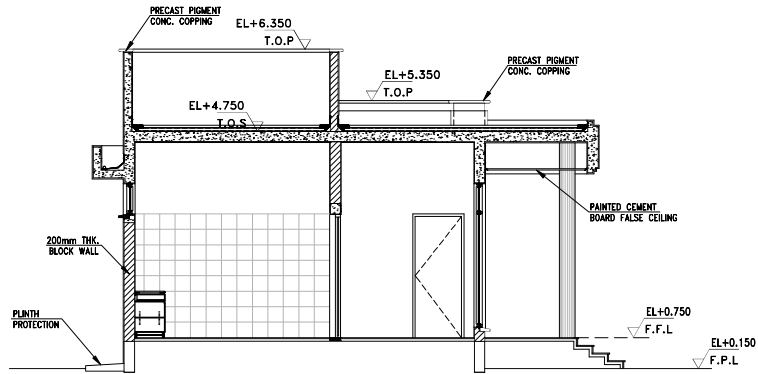 PRECAST PIGMENT
CONC. COPPING
EL+6.350
T.O.P
PRECAST PIGMENT
CONC. COPPING
EL+5.350
T.O.P
EL+4.750
T.O.S
PAINTED CEMENT
BOARD FALSE CEILING
200mm THK.
BLOCK WALL
PLINTH
PROTECTION
EL+0.750
F.F.L
EL+0.150
F.P.L